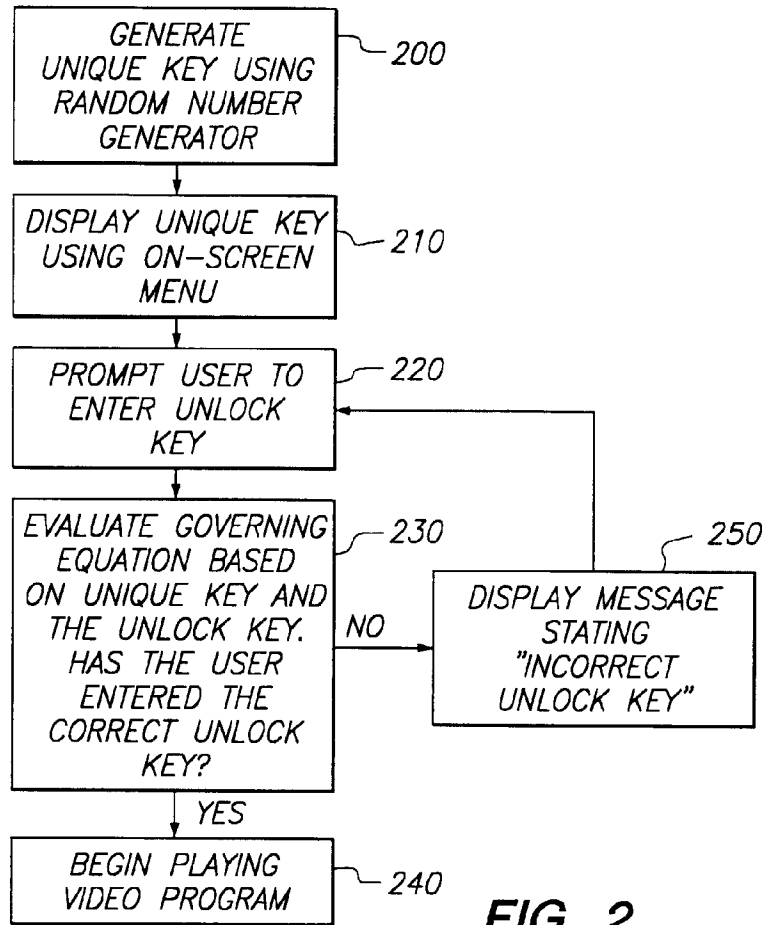 GENERATE
UNIQUE KEY USING
RANDOM NUMBER
GENERATOR
200
DISPLAY UNIQUE KEY
USING ON-SCREEN
MENU
210
PROMPT USER TO
ENTER UNLOCK
KEY
220
EVALUATE GOVERNING
EQUATION BASED
ON UNIQUE KEY AND
THE UNLOCK KEY.
HAS THE USER
ENTERED THE
CORRECT UNLOCK
KEY?
230
NO
DISPLAY MESSAGE
STATING
"INCORRECT
UNLOCK KEY"
250
YES
BEGIN PLAYING
VIDEO PROGRAM
240
FIG. 2